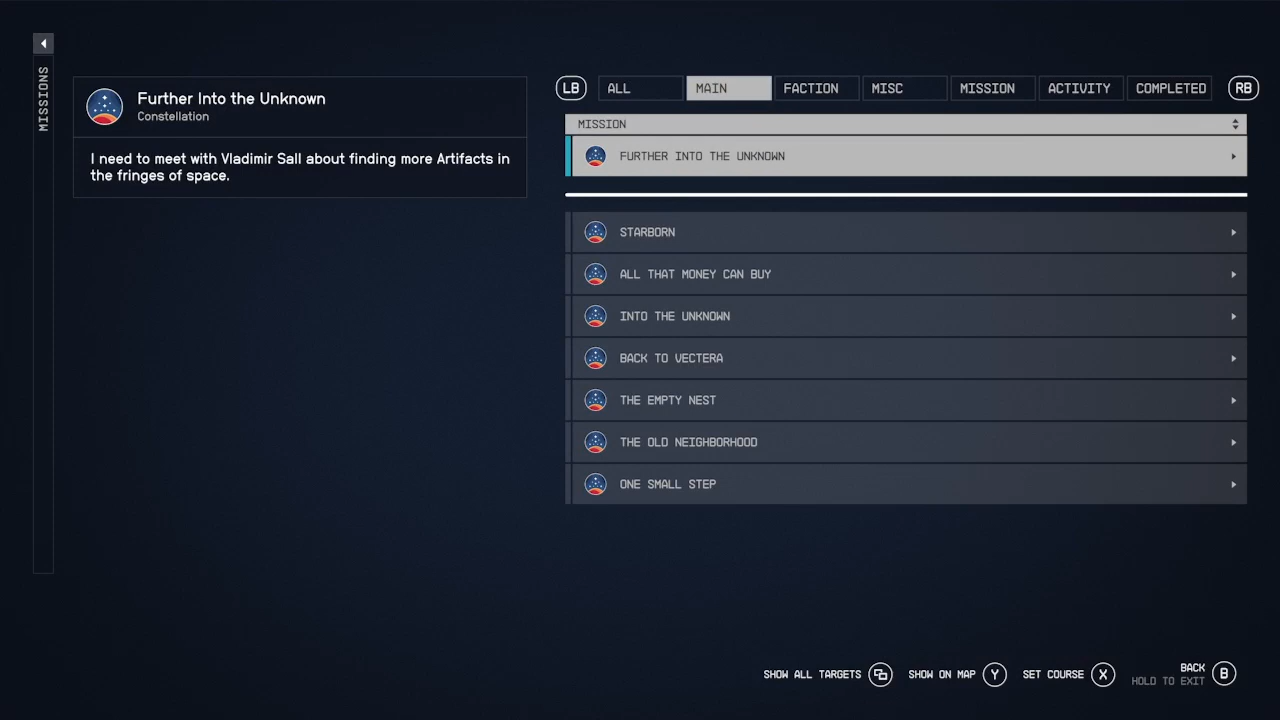 MISSIONS
Further Into the Unknown
Constellation
I need to meet with Vladimir Sall about finding more Artifacts in
the fringes of space.
LB ALL MAIN FACTION MISC MISSION ACTIVITY COMPLETED RB
MISSION
FURTHER INTO THE UNKNOWN
STARBORN
ALL THAT MONEY CAN BUY
INTO THE UNKNOWN
BACK TO VECTERA
THE EMPTY NEST
THE OLD NEIGHBORHOOD
ONE SMALL STEP
SHOW ALL TARGETS SHOW ON MAP Y SET COURSE X BACK B
HOLD TO EXIT